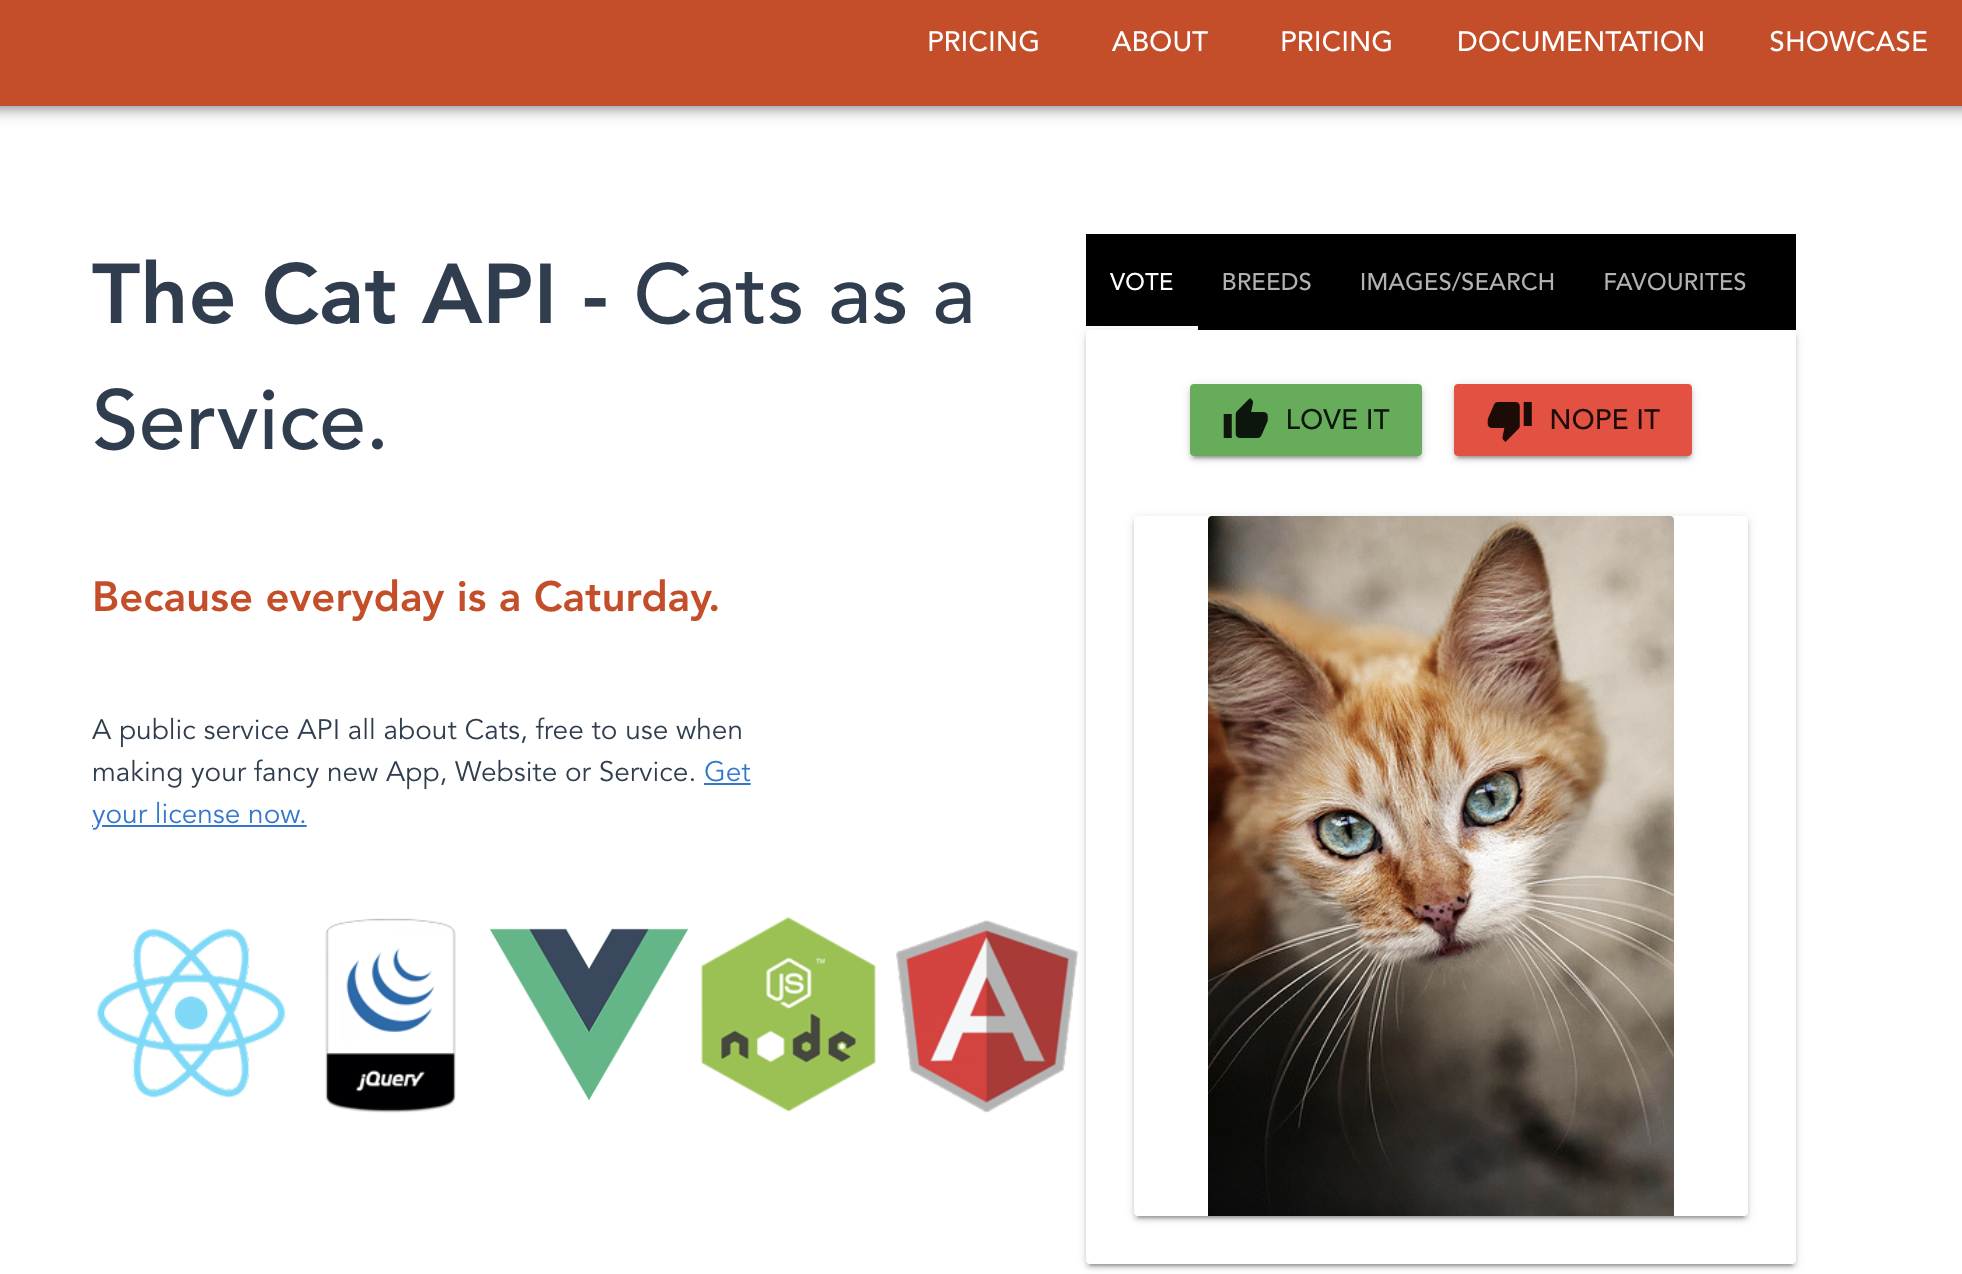 PRICING ABOUT PRICING DOCUMENTATION SHOWCASE
The Cat API - Cats as a
Service.
Because everyday is a Caturday.
A public service API all about Cats, free to use when
making your fancy new App, Website or Service. Get
your license now.
jQuery
JS
TM
node
A
VOTE BREEDS IMAGES/SEARCH FAVOURITES
LOVE IT NOPE IT